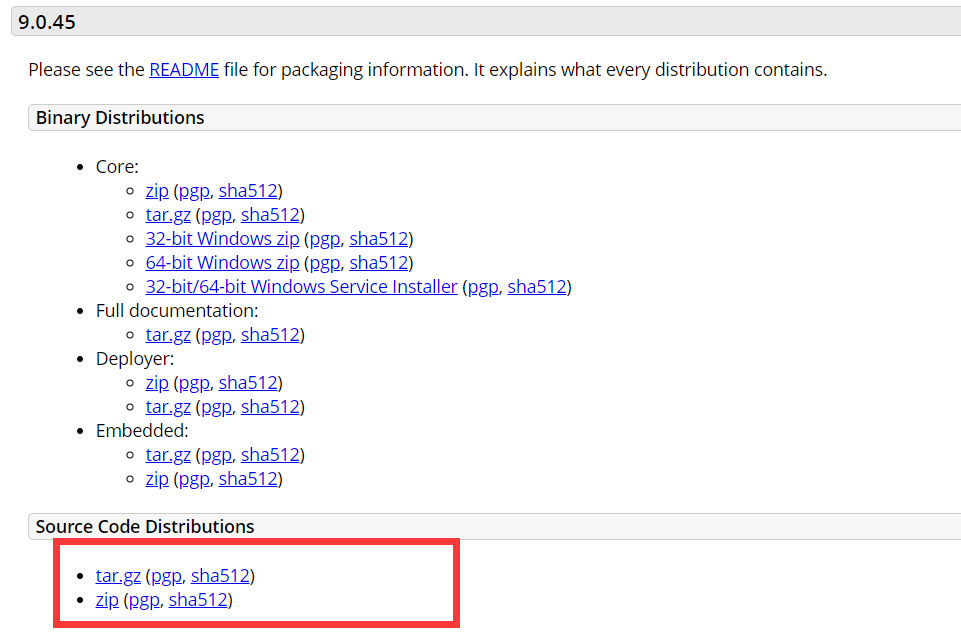 9.0.45
Please see the README file for packaging information. It explains what every distribution contains.
Binary Distributions
Core:
zip (pgp, sha512)
tar.gz (pgp, sha512)
32-bit Windows zip (pgp, sha512)
64-bit Windows zip (pgp, sha512)
32-bit/64-bit Windows Service Installer (pgp, sha512)
Full documentation:
tar.gz (pgp, sha512)
Deployer:
zip (pgp, sha512)
tar.gz (pgp, sha512)
Embedded:
tar.gz (pgp, sha512)
zip (pgp, sha512)
Source Code Distributions
tar.gz (pgp, sha512)
zip (pgp, sha512)